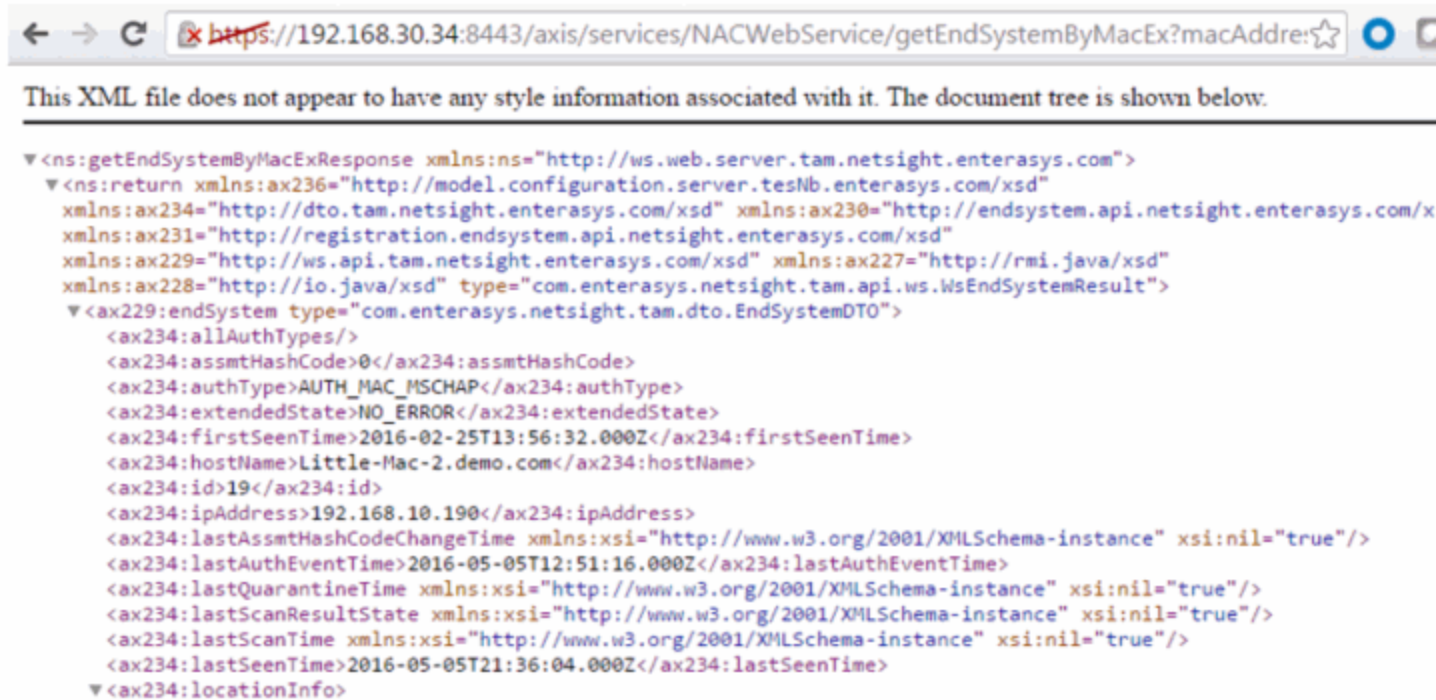 https://192.168.30.34:8443/axis/services/NACWebService/getEndSystemByMacEx?macAddre:
This XML file does not appear to have any style information associated with it. The document tree is shown below.
▼<ns:getEndSystemByMacExResponse xmlns:ns="http://ws.web.server.tam.netsight.enterasys.com">
▼<ns:return xmlns:ax236="http://model.configuration.server.tesNb.enterasys.com/xsd"
xmlns:ax234="http://dto.tam.netsight.enterasys.com/xsd" xmlns:ax230="http://endsystem.api.netsight.enterasys.com/x
xmlns:ax231="http://registration.endsystem.api.netsight.enterasys.com/xsd"
xmlns:ax229="http://ws.api.tam.netsight.enterasys.com/xsd" xmlns:ax227="http://rmi.java/xsd"
xmlns:ax228="http://io.java/xsd" type="com.enterasys.netsight.tam.api.ws.WsEndSystemResult">
▼<ax229:endSystem type="com.enterasys.netsight.tam.dto.EndSystemDTO">
<ax234:allAuthTypes/>
<ax234:assmtHashCode>0</ax234:assmtHashCode>
<ax234:authType>AUTH_MAC_MSCHAP</ax234:authType>
<ax234:extendedState>NO_ERROR</ax234:extendedState>
<ax234:firstSeenTime>2016-02-25T13:56:32.000Z</ax234:firstSeenTime>
<ax234:hostName>Little-Mac-2.demo.com</ax234:hostName>
<ax234:id>19</ax234:id>
<ax234:ipAddress>192.168.10.190</ax234:ipAddress>
<ax234:lastAssmtHashCodeChangeTime xmlns:xsi="http://www.w3.org/2001/XMLSchema-instance" xsi:nil="true"/>
<ax234:lastAuthEventTime>2016-05-05T12:51:16.000Z</ax234:lastAuthEventTime>
<ax234:lastQuarantineTime xmlns:xsi="http://www.w3.org/2001/XMLSchema-instance" xsi:nil="true"/>
<ax234:lastScanResultState xmlns:xsi="http://www.w3.org/2001/XMLSchema-instance" xsi:nil="true"/>
<ax234:lastScanTime xmlns:xsi="http://www.w3.org/2001/XMLSchema-instance" xsi:nil="true"/>
<ax234:lastSeenTime>2016-05-05T21:36:04.000Z</ax234:lastSeenTime>
▼<ax234:locationInfo>